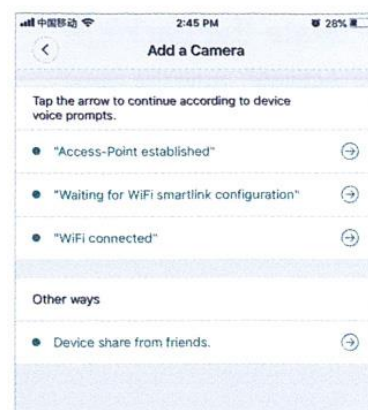 中国移动 2:45 PM 28%
Add a Camera
Tap the arrow to continue according to device
voice prompts.
"Access-Point established"
"Waiting for WiFi smartlink configuration"
"WiFi connected"
Other ways
Device share from friends.